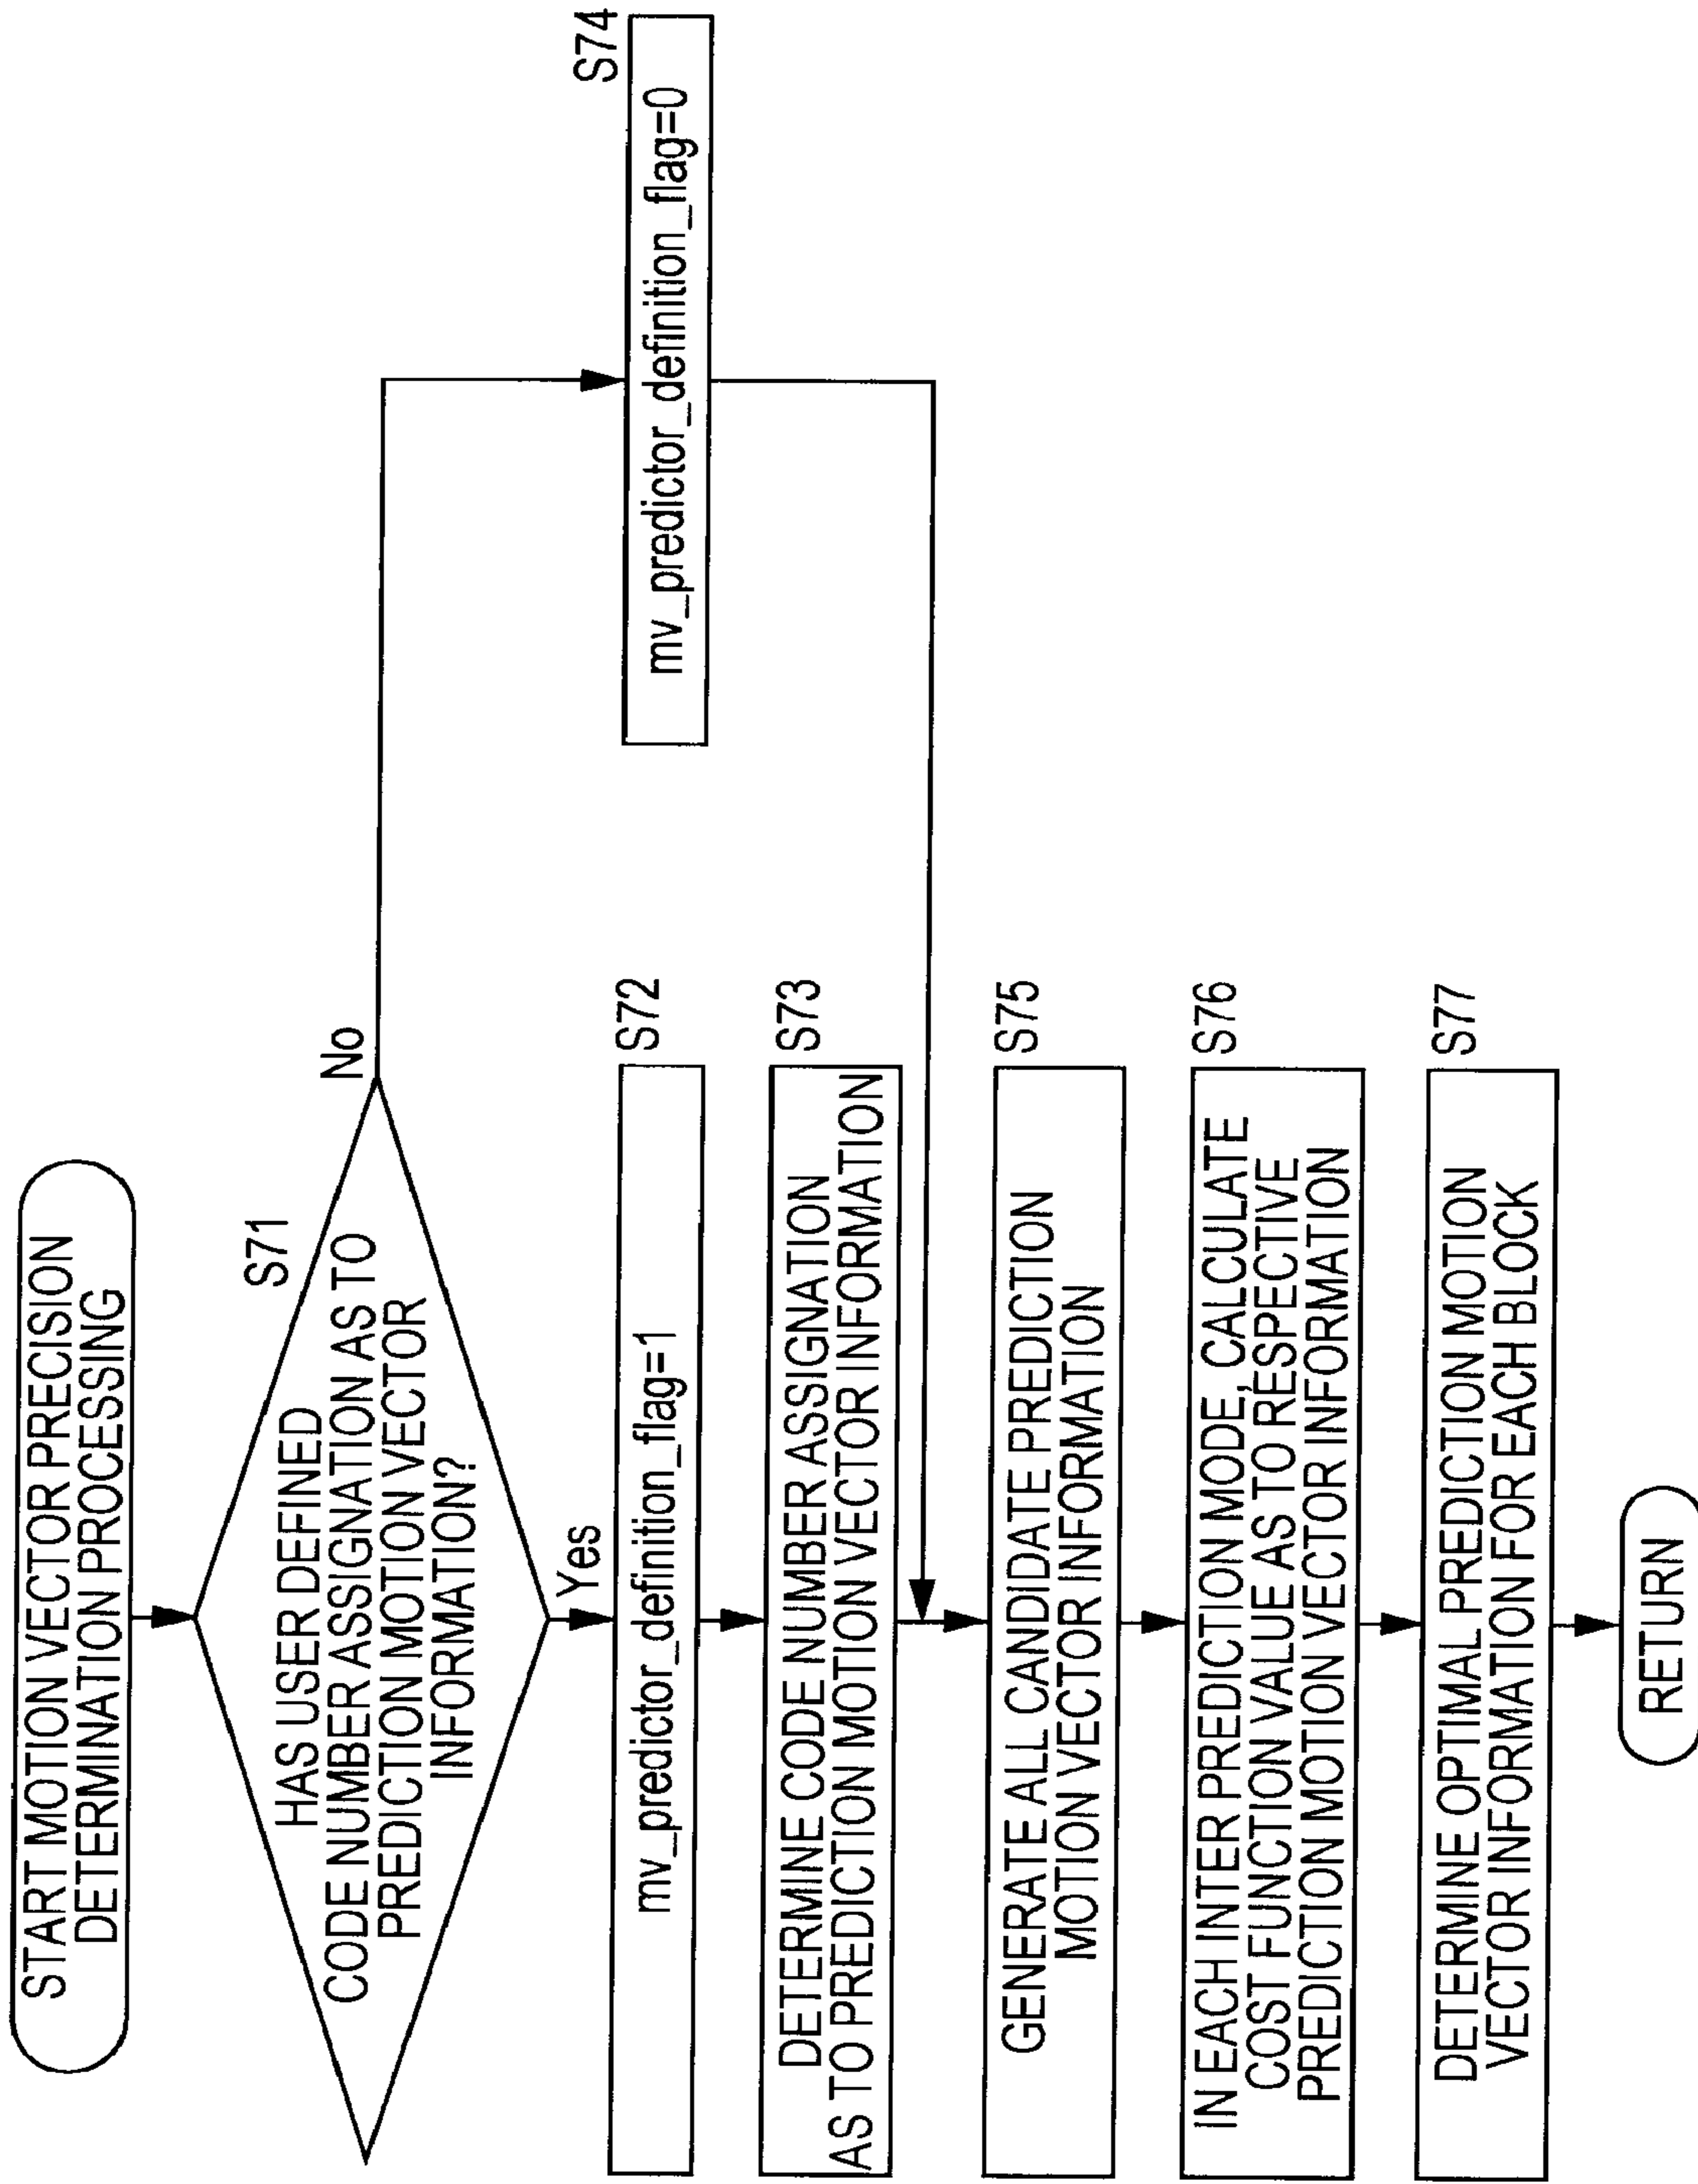 START MOTION VECTOR PRECISION
DETERMINATION PROCESSING
S71
HAS USER DEFINED
CODE NUMBER ASSIGNATION AS TO
PREDICTION MOTION VECTOR
INFORMATION?
No
Yes
S72
mv_predictor_definition_flag=1
S74
mv_predictor_definition_flag=0
S73
DETERMINE CODE NUMBER ASSIGNATION
AS TO PREDICTION MOTION VECTOR INFORMATION
S75
GENERATE ALL CANDIDATE PREDICTION
MOTION VECTOR INFORMATION
S76
IN EACH INTER PREDICTION MODE, CALCULATE
COST FUNCTION VALUE AS TO RESPECTIVE
PREDICTION MOTION VECTOR INFORMATION
S77
DETERMINE OPTIMAL PREDICTION MOTION
VECTOR INFORMATION FOR EACH BLOCK
RETURN